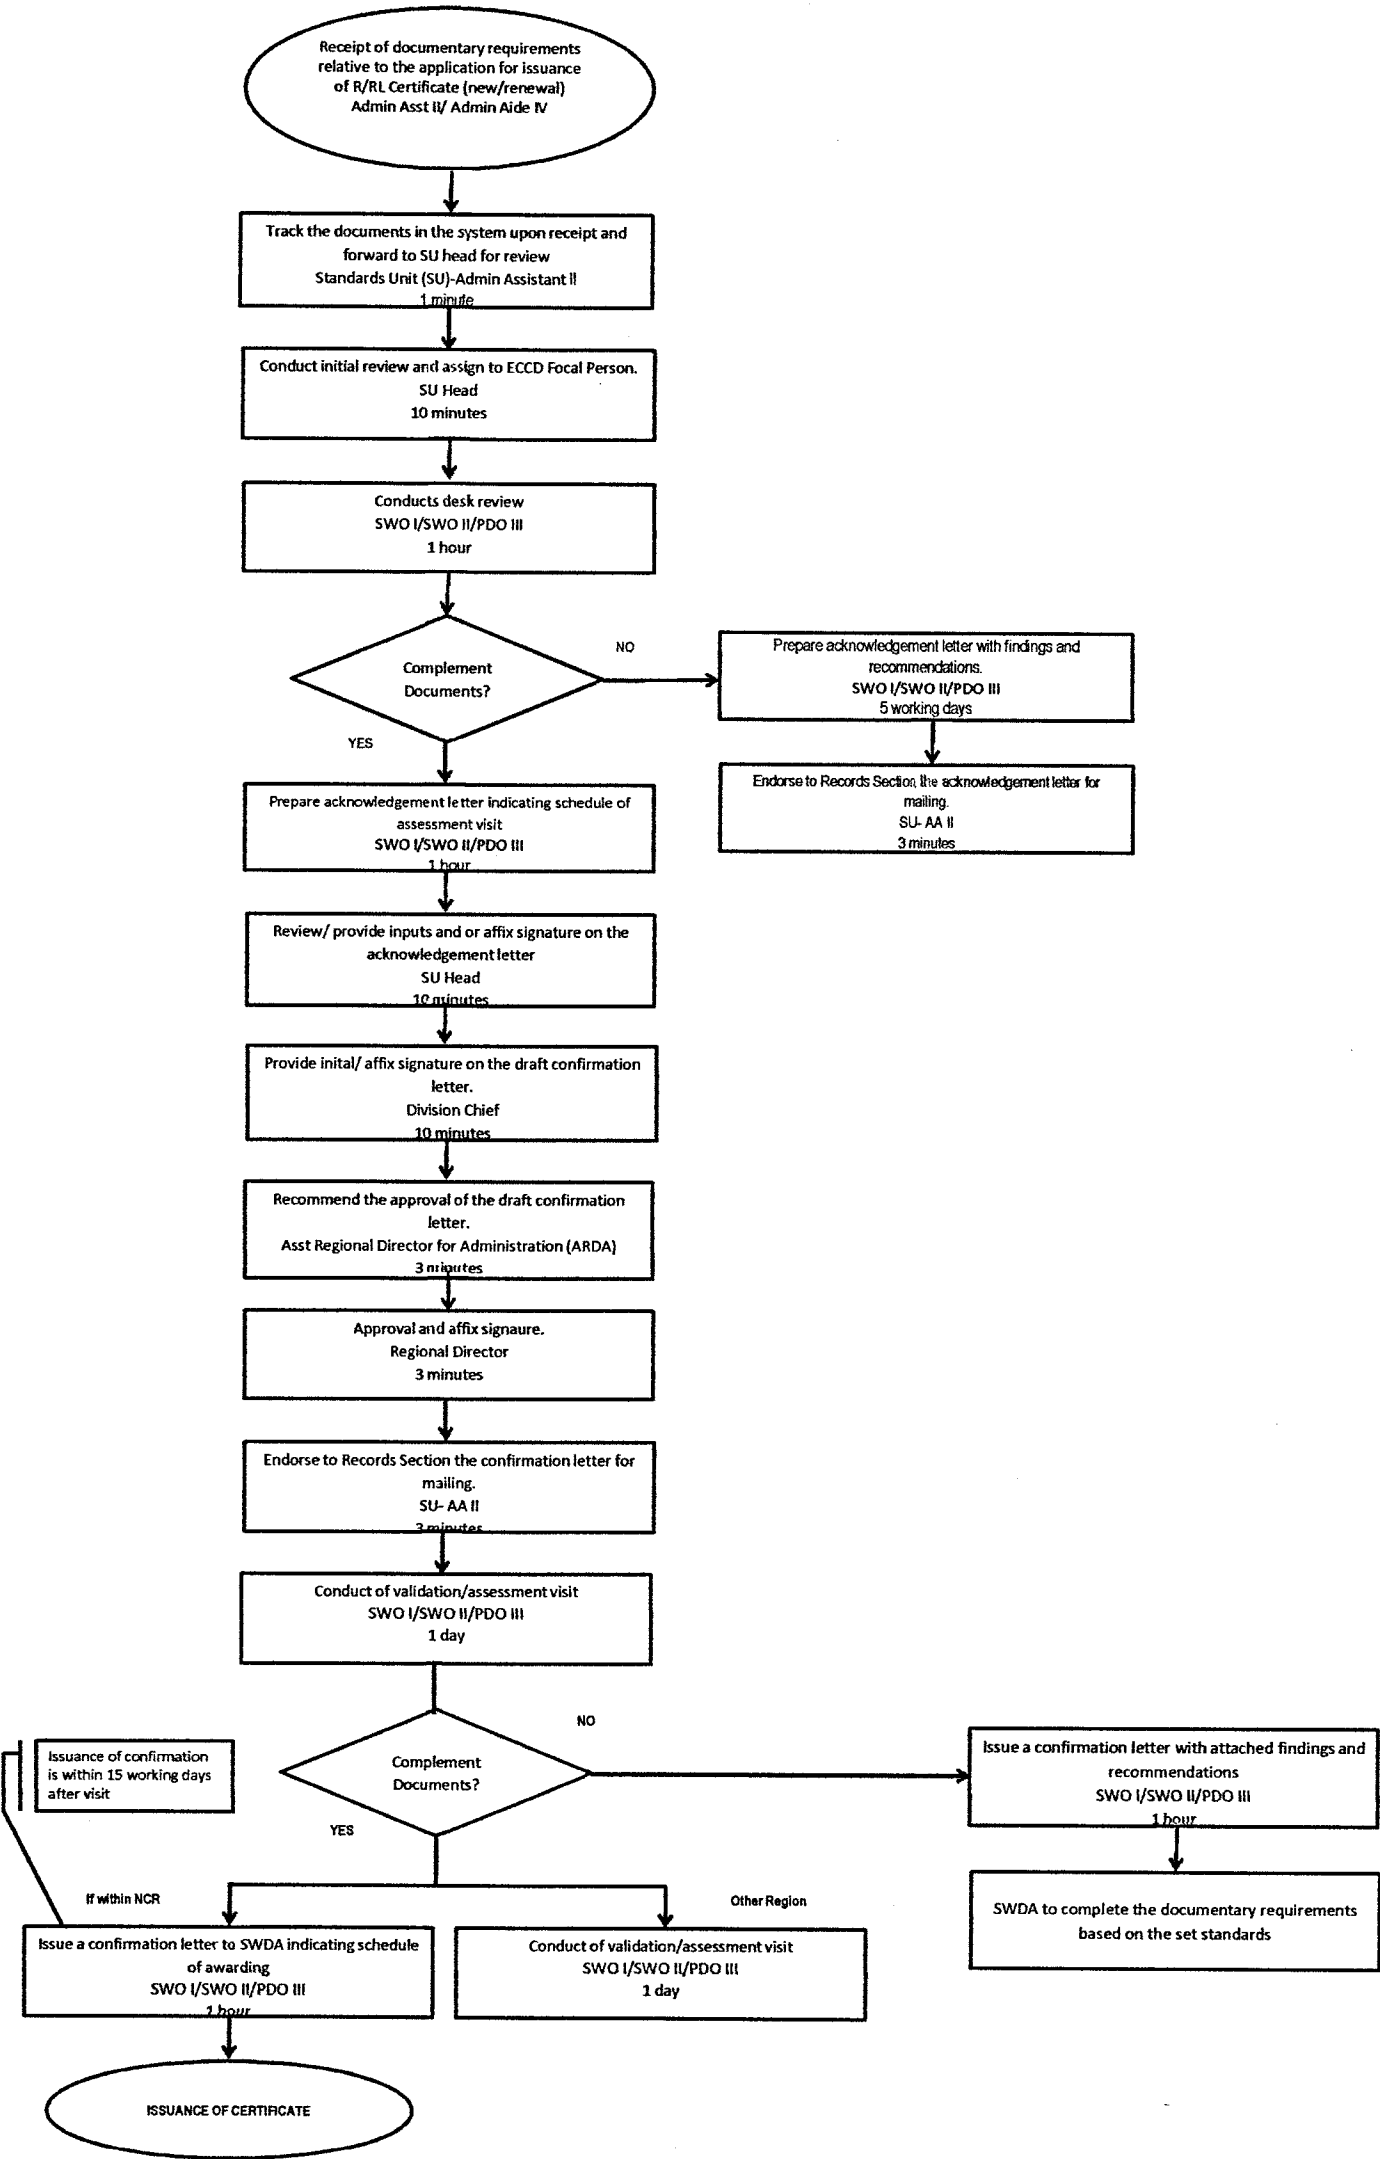 Receipt of documentary requirements
relative to the application for issuance
of R/RL Certificate (new/renewal)
Admin Asst II/ Admin Aide IV
Track the documents in the system upon receipt and
forward to SU head for review
Standards Unit (SU)-Admin Assistant II
1 minute
Conduct initial review and assign to ECCD Focal Person.
SU Head
10 minutes
Conducts desk review
SWO I/SWO II/PDO III
1 hour
Complement
Documents?
NO
Prepare acknowledgement letter with findings and
recommendations.
SWO I/SWO II/PDO III
5 working days
YES
Endorse to Records Section the acknowledgement letter for
mailing.
SU- AA II
3 minutes
Prepare acknowledgement letter indicating schedule of
assessment visit
SWO I/SWO II/PDO III
1 hour
Review/ provide inputs and or affix signature on the
acknowledgement letter
SU Head
10 minutes
Provide inital/ affix signature on the draft confirmation
letter.
Division Chief
10 minutes
Recommend the approval of the draft confirmation
letter.
Asst Regional Director for Administration (ARDA)
3 minutes
Approval and affix signaure.
Regional Director
3 minutes
Endorse to Records Section the confirmation letter for
mailing.
SU- AA II
3 minutes
Conduct of validation/assessment visit
SWO I/SWO II/PDO III
1 day
Complement
Documents?
NO
Issue a confirmation letter with attached findings and
recommendations
SWO I/SWO II/PDO III
1 hour
Issuance of confirmation
is within 15 working days
after visit
YES
If within NCR
Other Region
SWDA to complete the documentary requirements
based on the set standards
Issue a confirmation letter to SWDA indicating schedule
of awarding
SWO I/SWO II/PDO III
1 hour
Conduct of validation/assessment visit
SWO I/SWO II/PDO III
1 day
ISSUANCE OF CERTIFICATE